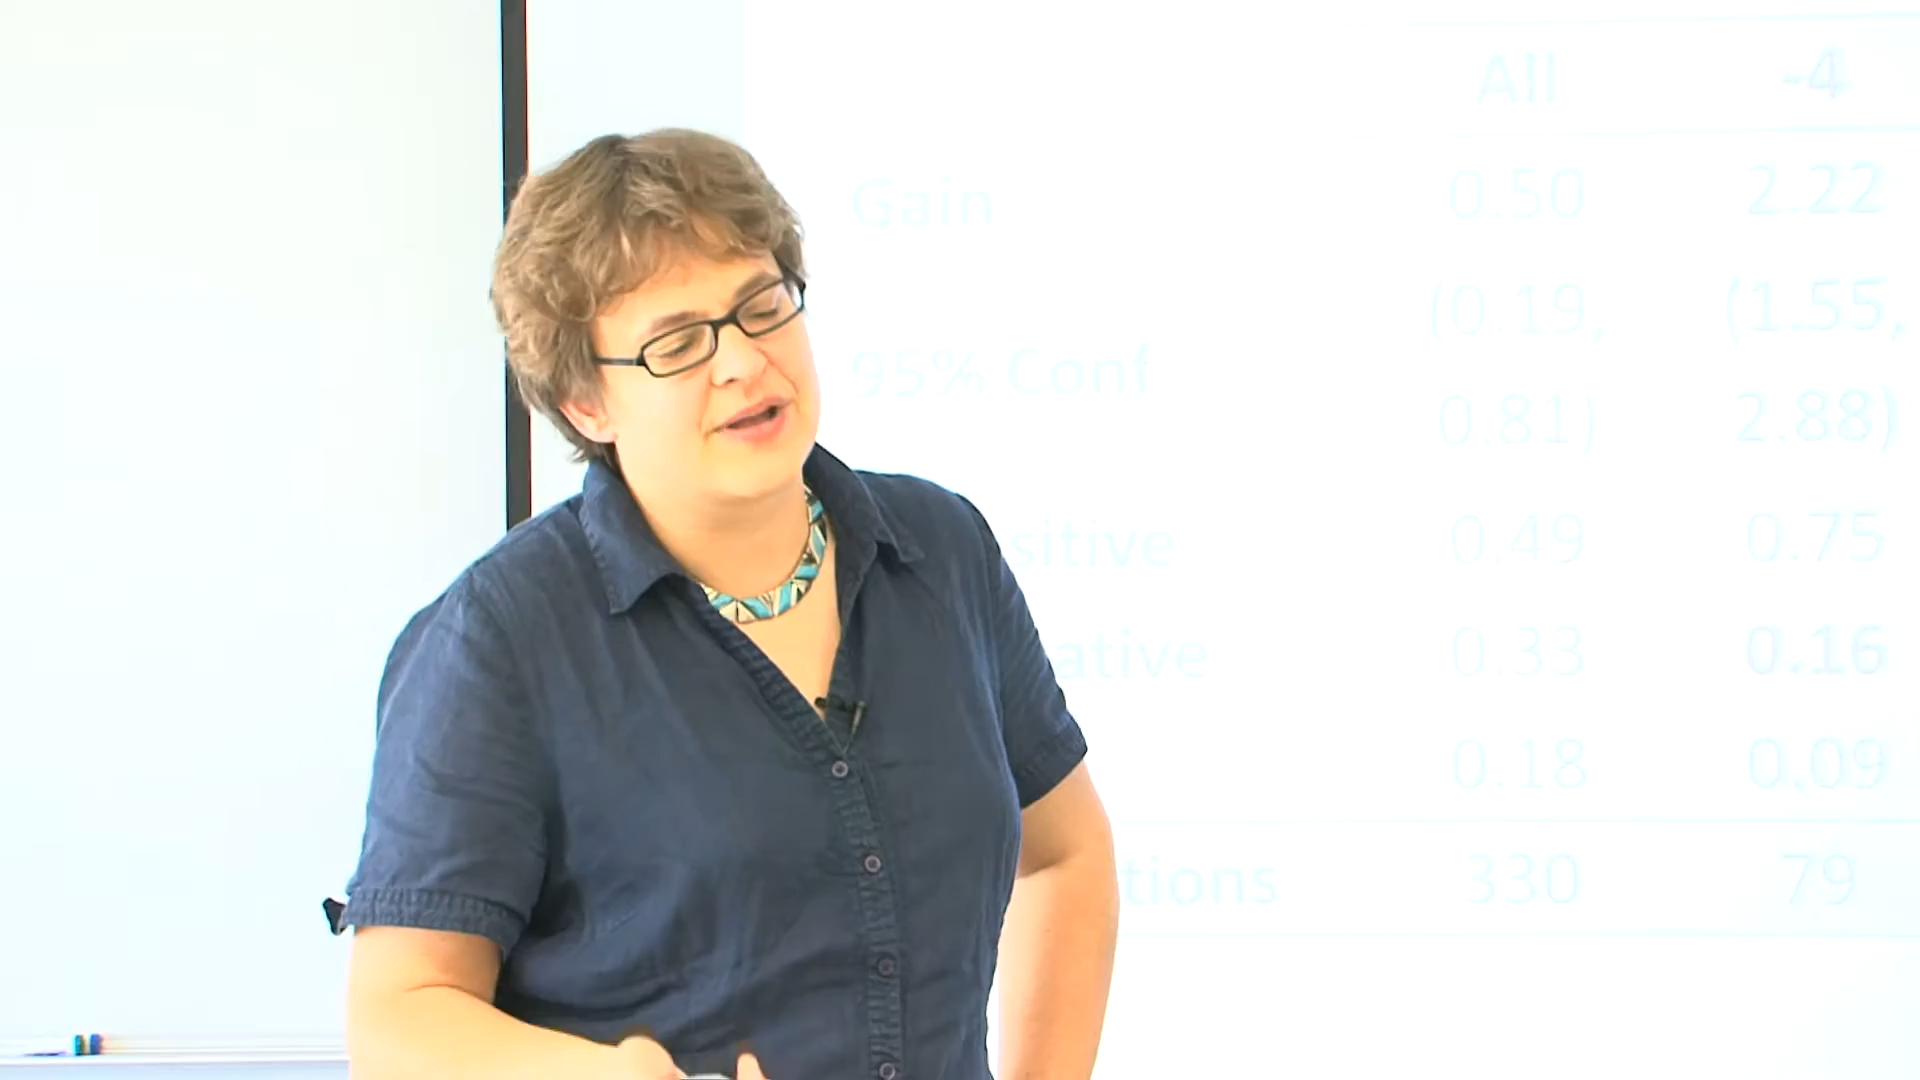 All -4
Gain 0.50 2.22
(0.19, (1.55,
95% Conf
0.81) 2.88)
sitive 0.49 0.75
ative 0.33 0.16
0.18 0.09
tions 330 79